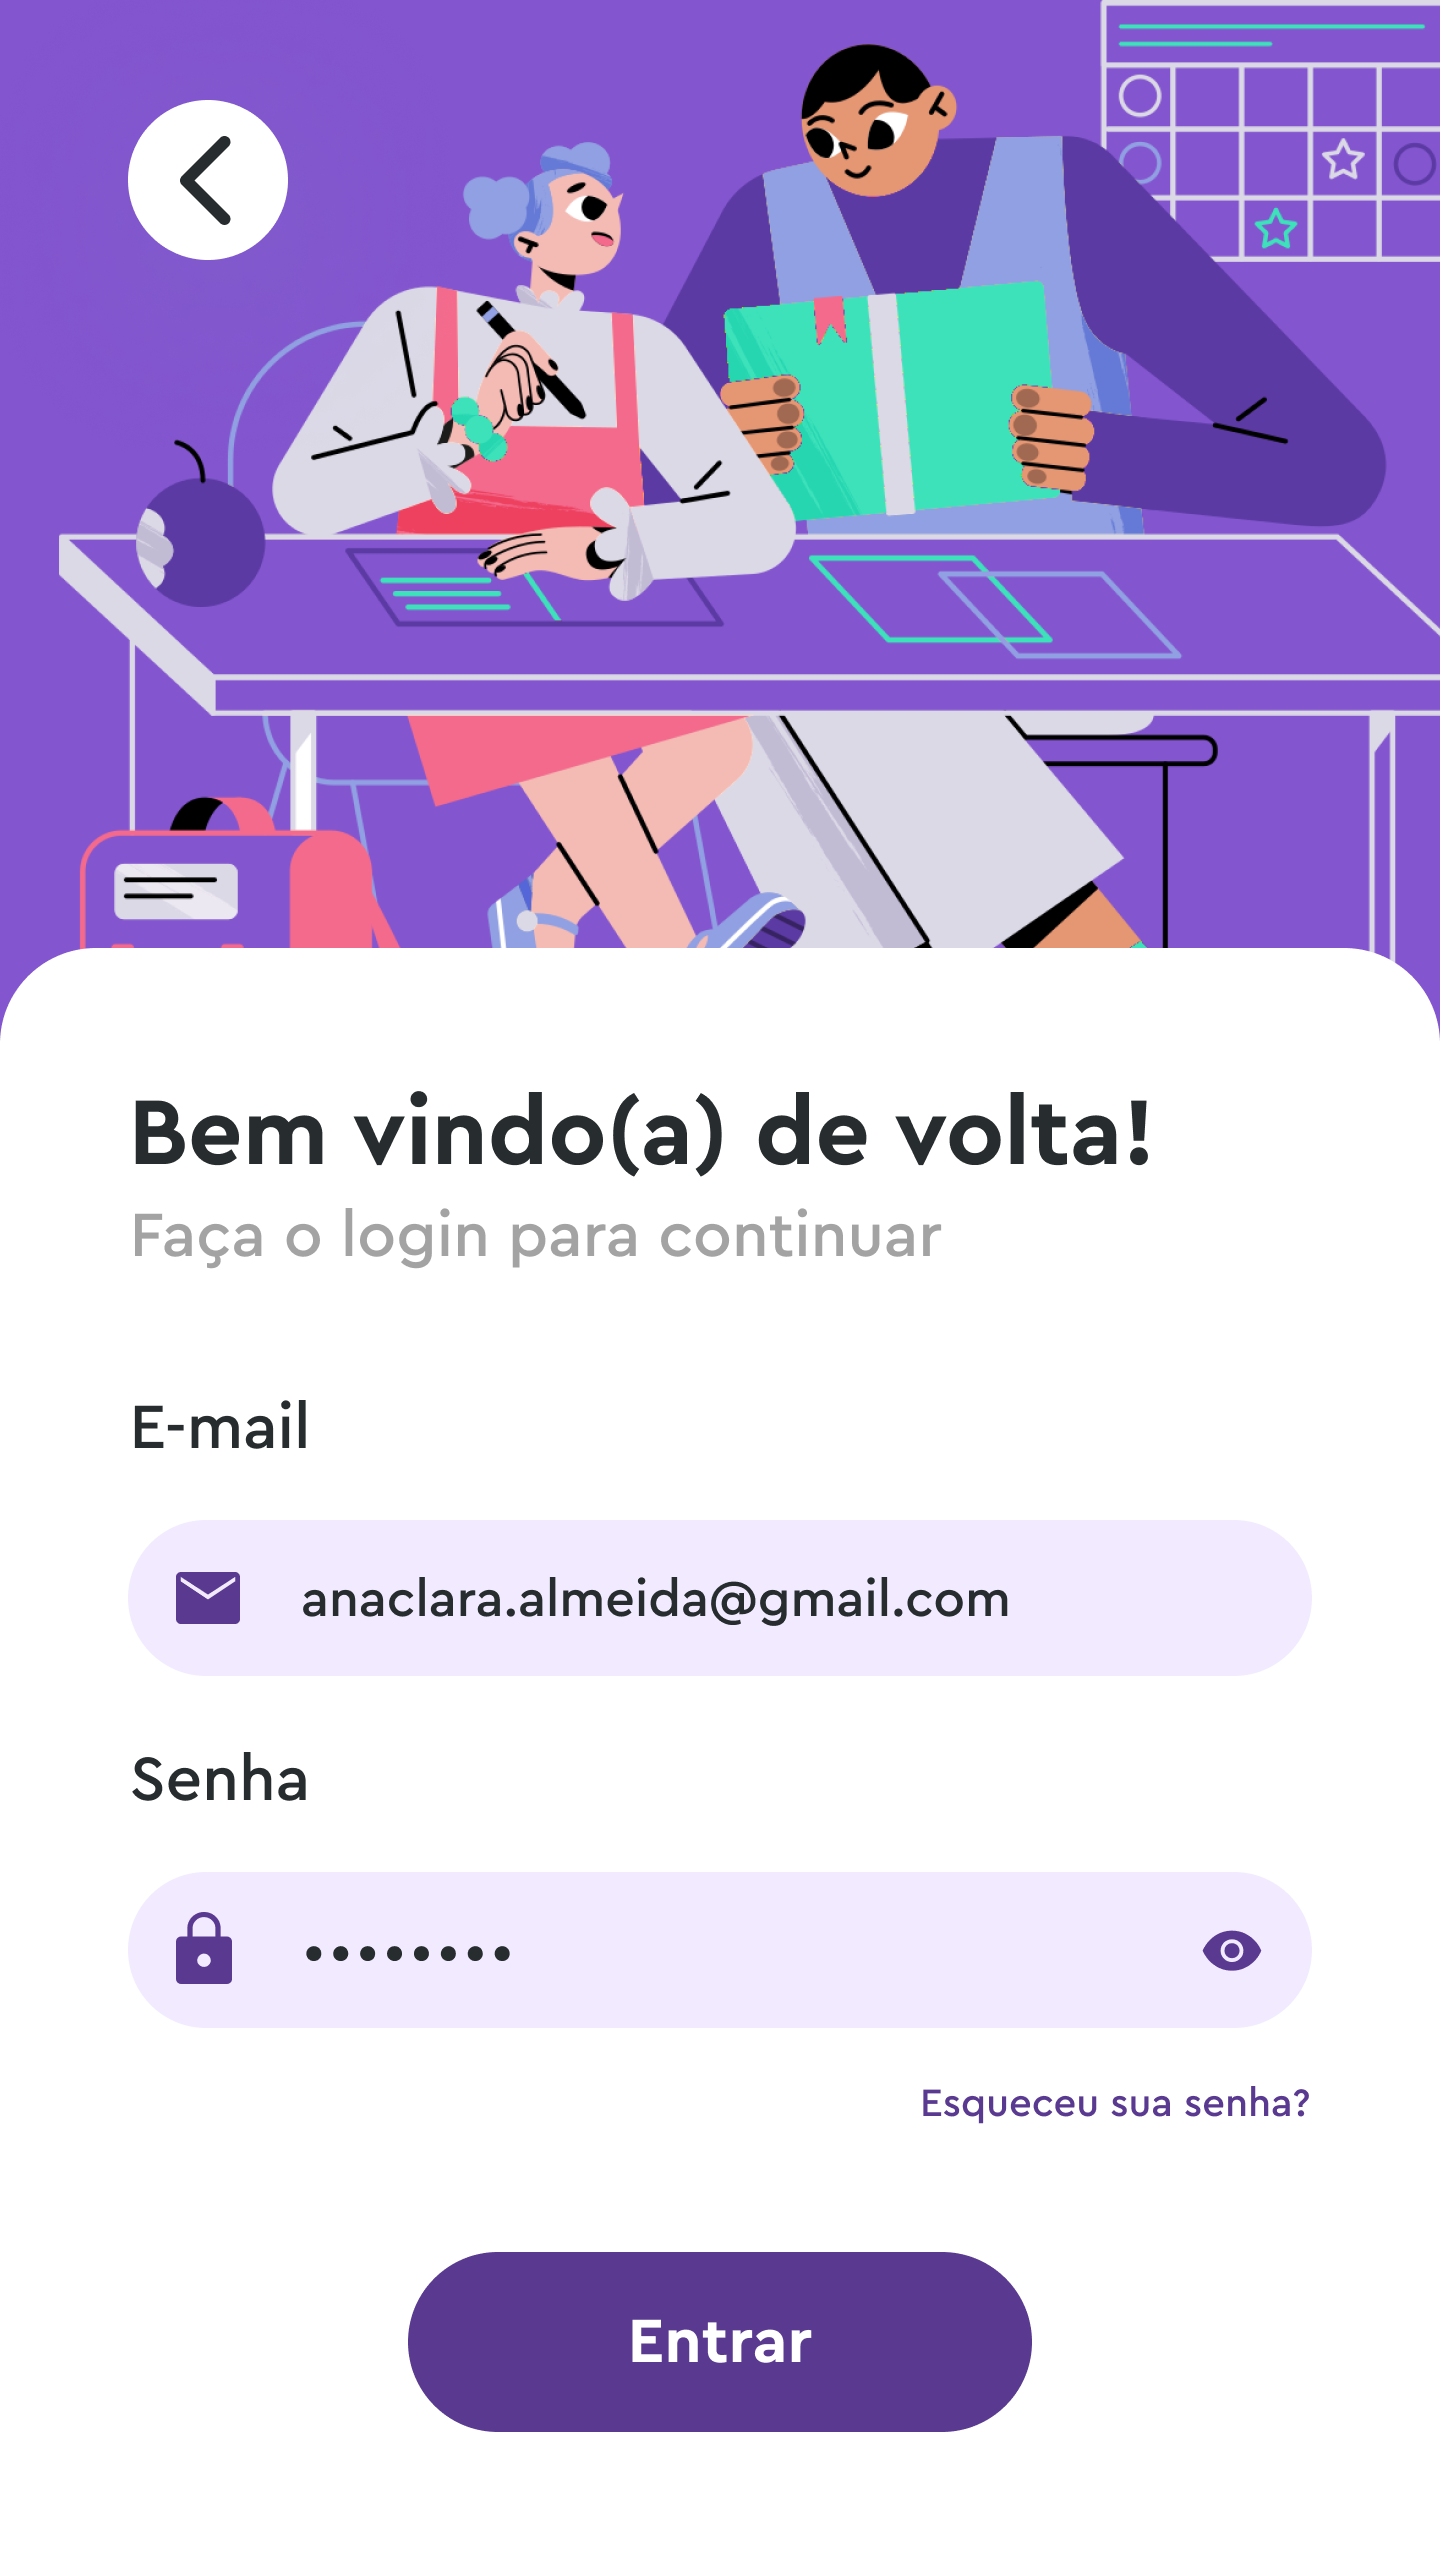 Bem vindo(a) de volta!
Faça o login para continuar
E-mail
anaclara.almeida@gmail.com
Senha
••••••••
Esqueceu sua senha?
Entrar